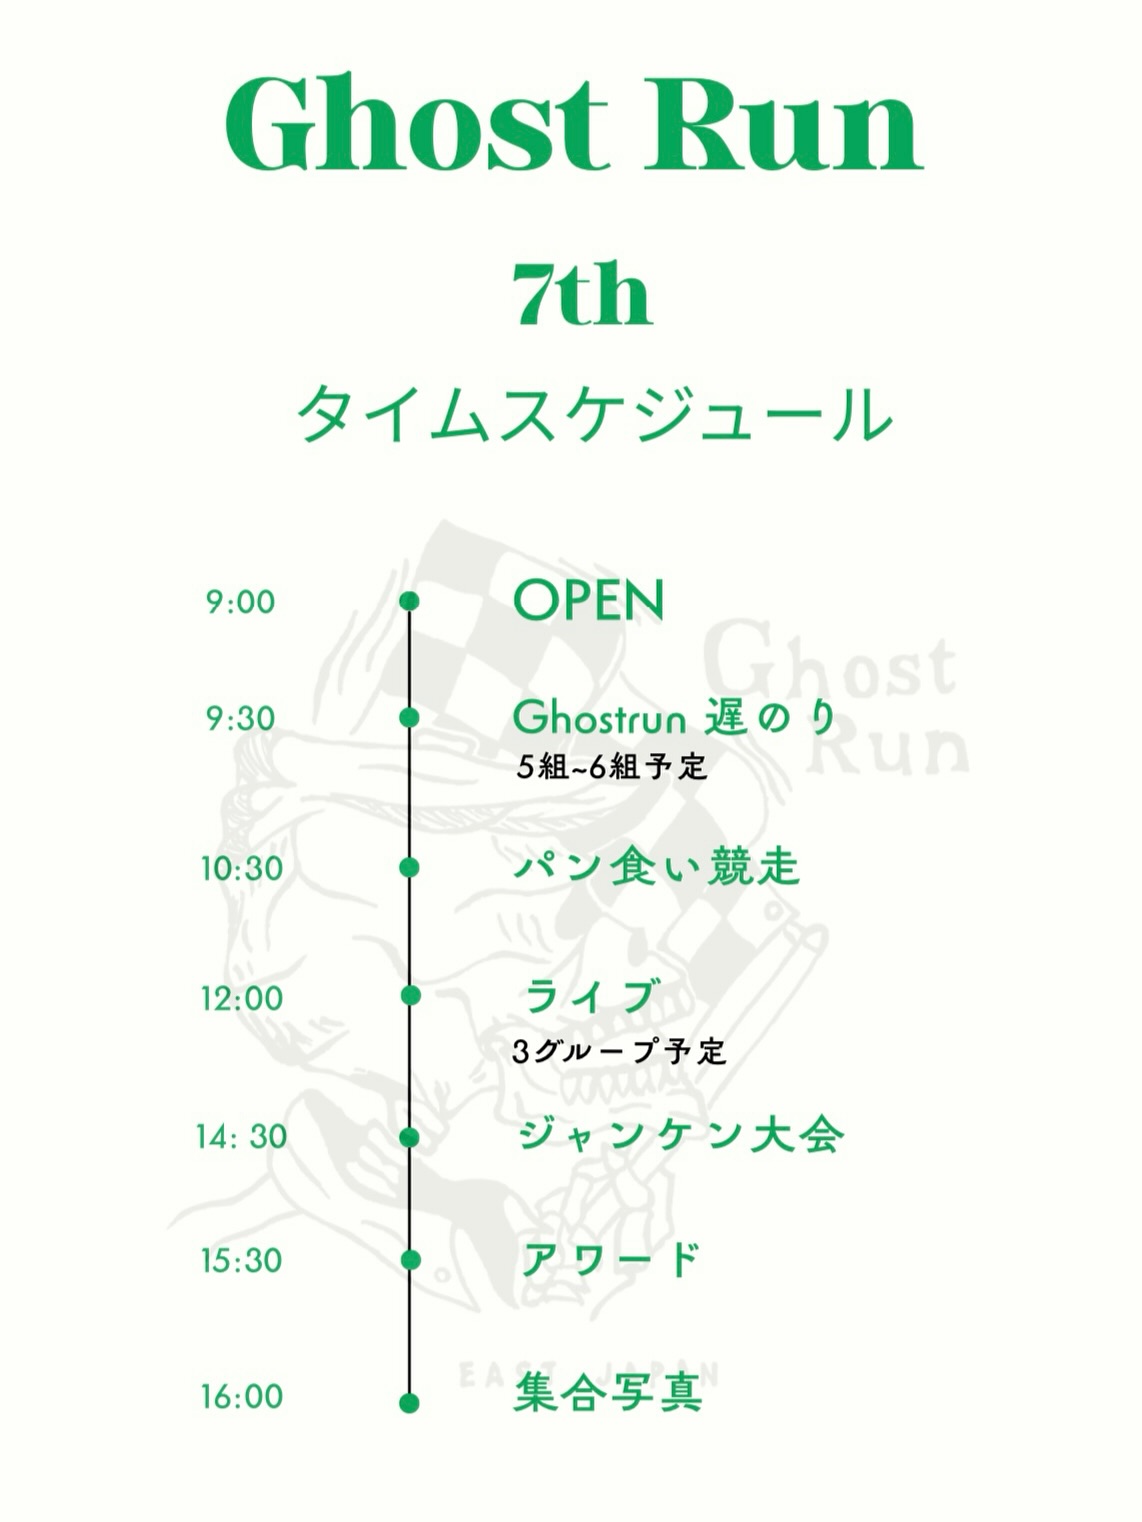 Ghost Run
7th
タイムスケジュール
9:00 OPEN
Ghost
Run
9:30 Ghostrun 遅のり
5組~6組予定
10:30 パン食い競走
12:00 ライブ
3グループ予定
14: 30 ジャンケン大会
15:30 アワード
EAST JAPAN
16:00 集合写真